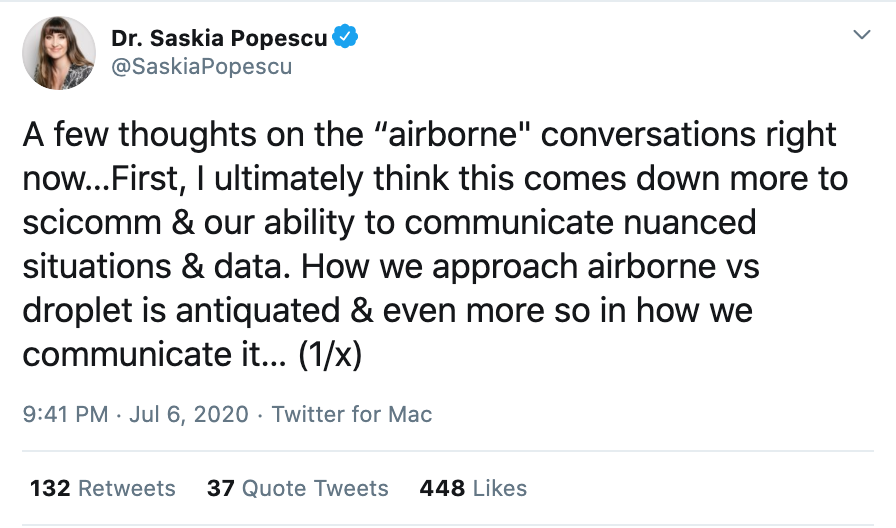 Dr. Saskia Popescu
@SaskiaPopescu
A few thoughts on the “airborne" conversations right
now...First, I ultimately think this comes down more to
scicomm & our ability to communicate nuanced
situations & data. How we approach airborne vs
droplet is antiquated & even more so in how we
communicate it... (1/x)
9:41 PM · Jul 6, 2020 · Twitter for Mac
132 Retweets 37 Quote Tweets 448 Likes